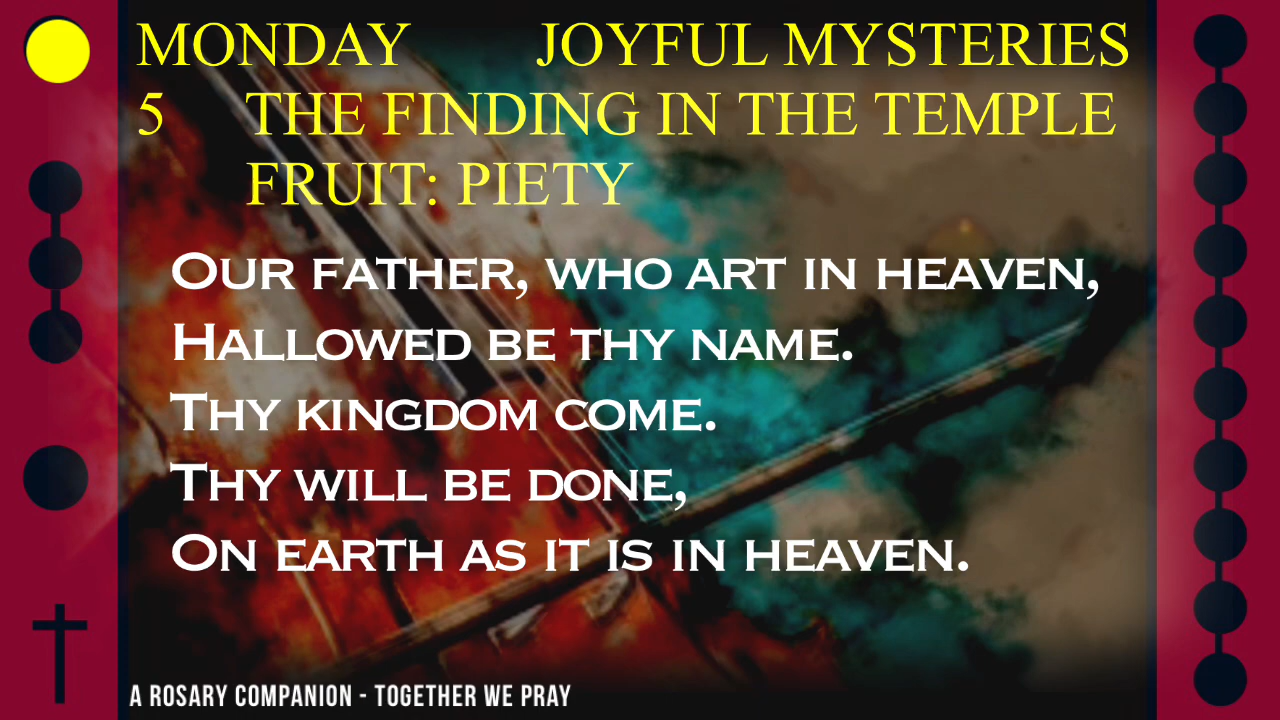 MONDAY JOYFUL MYSTERIES
5 THE FINDING IN THE TEMPLE
FRUIT: PIETY
OUR FATHER, WHO ART IN HEAVEN,
HALLOWED BE THY NAME.
THY KINGDOM COME.
THY WILL BE DONE,
ON EARTH AS IT IS IN HEAVEN.
A ROSARY COMPANION - TOGETHER WE PRAY